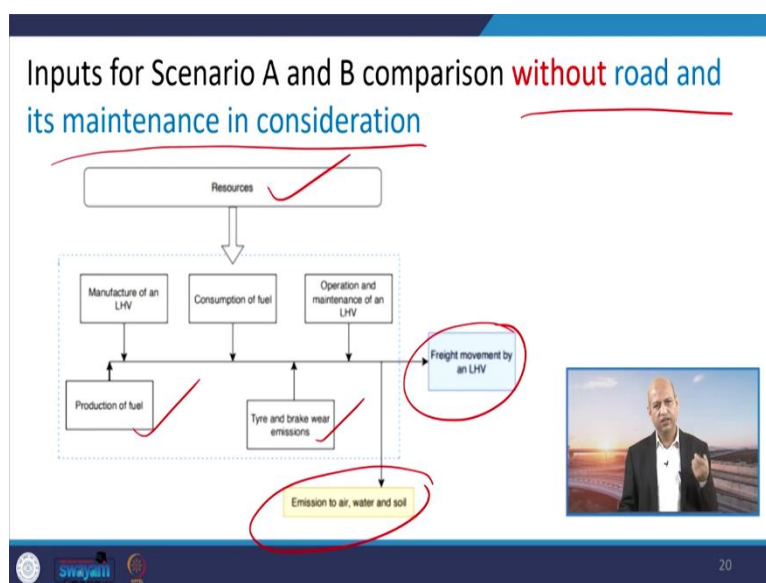 Inputs for Scenario A and B comparison without road and
its maintenance in consideration
Resources
Manufacture of an
LHV
Consumption of fuel
Operation and
maintenance of an
LHV
Freight movement by
an LHV
Production of fuel
Tyre and brake wear
emissions
Emission to air, water and soil
swayam
20